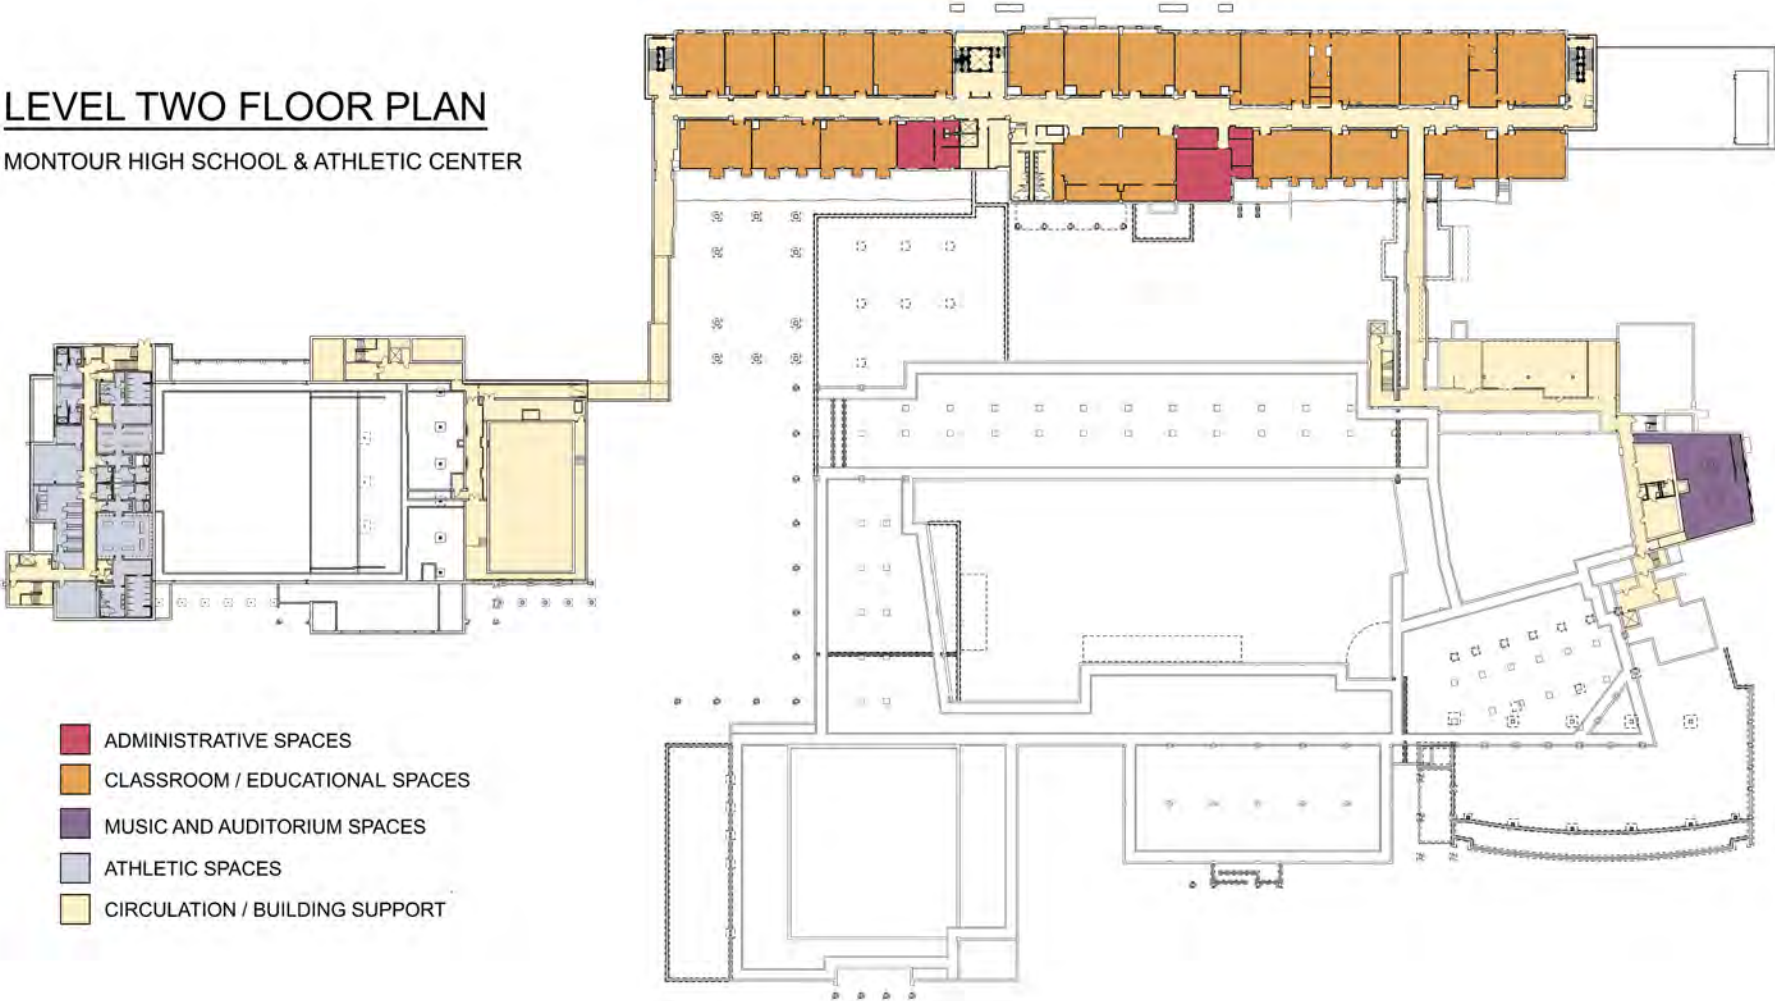 LEVEL TWO FLOOR PLAN
MONTOUR HIGH SCHOOL & ATHLETIC CENTER
ADMINISTRATIVE SPACES
CLASSROOM / EDUCATIONAL SPACES
MUSIC AND AUDITORIUM SPACES
ATHLETIC SPACES
CIRCULATION / BUILDING SUPPORT